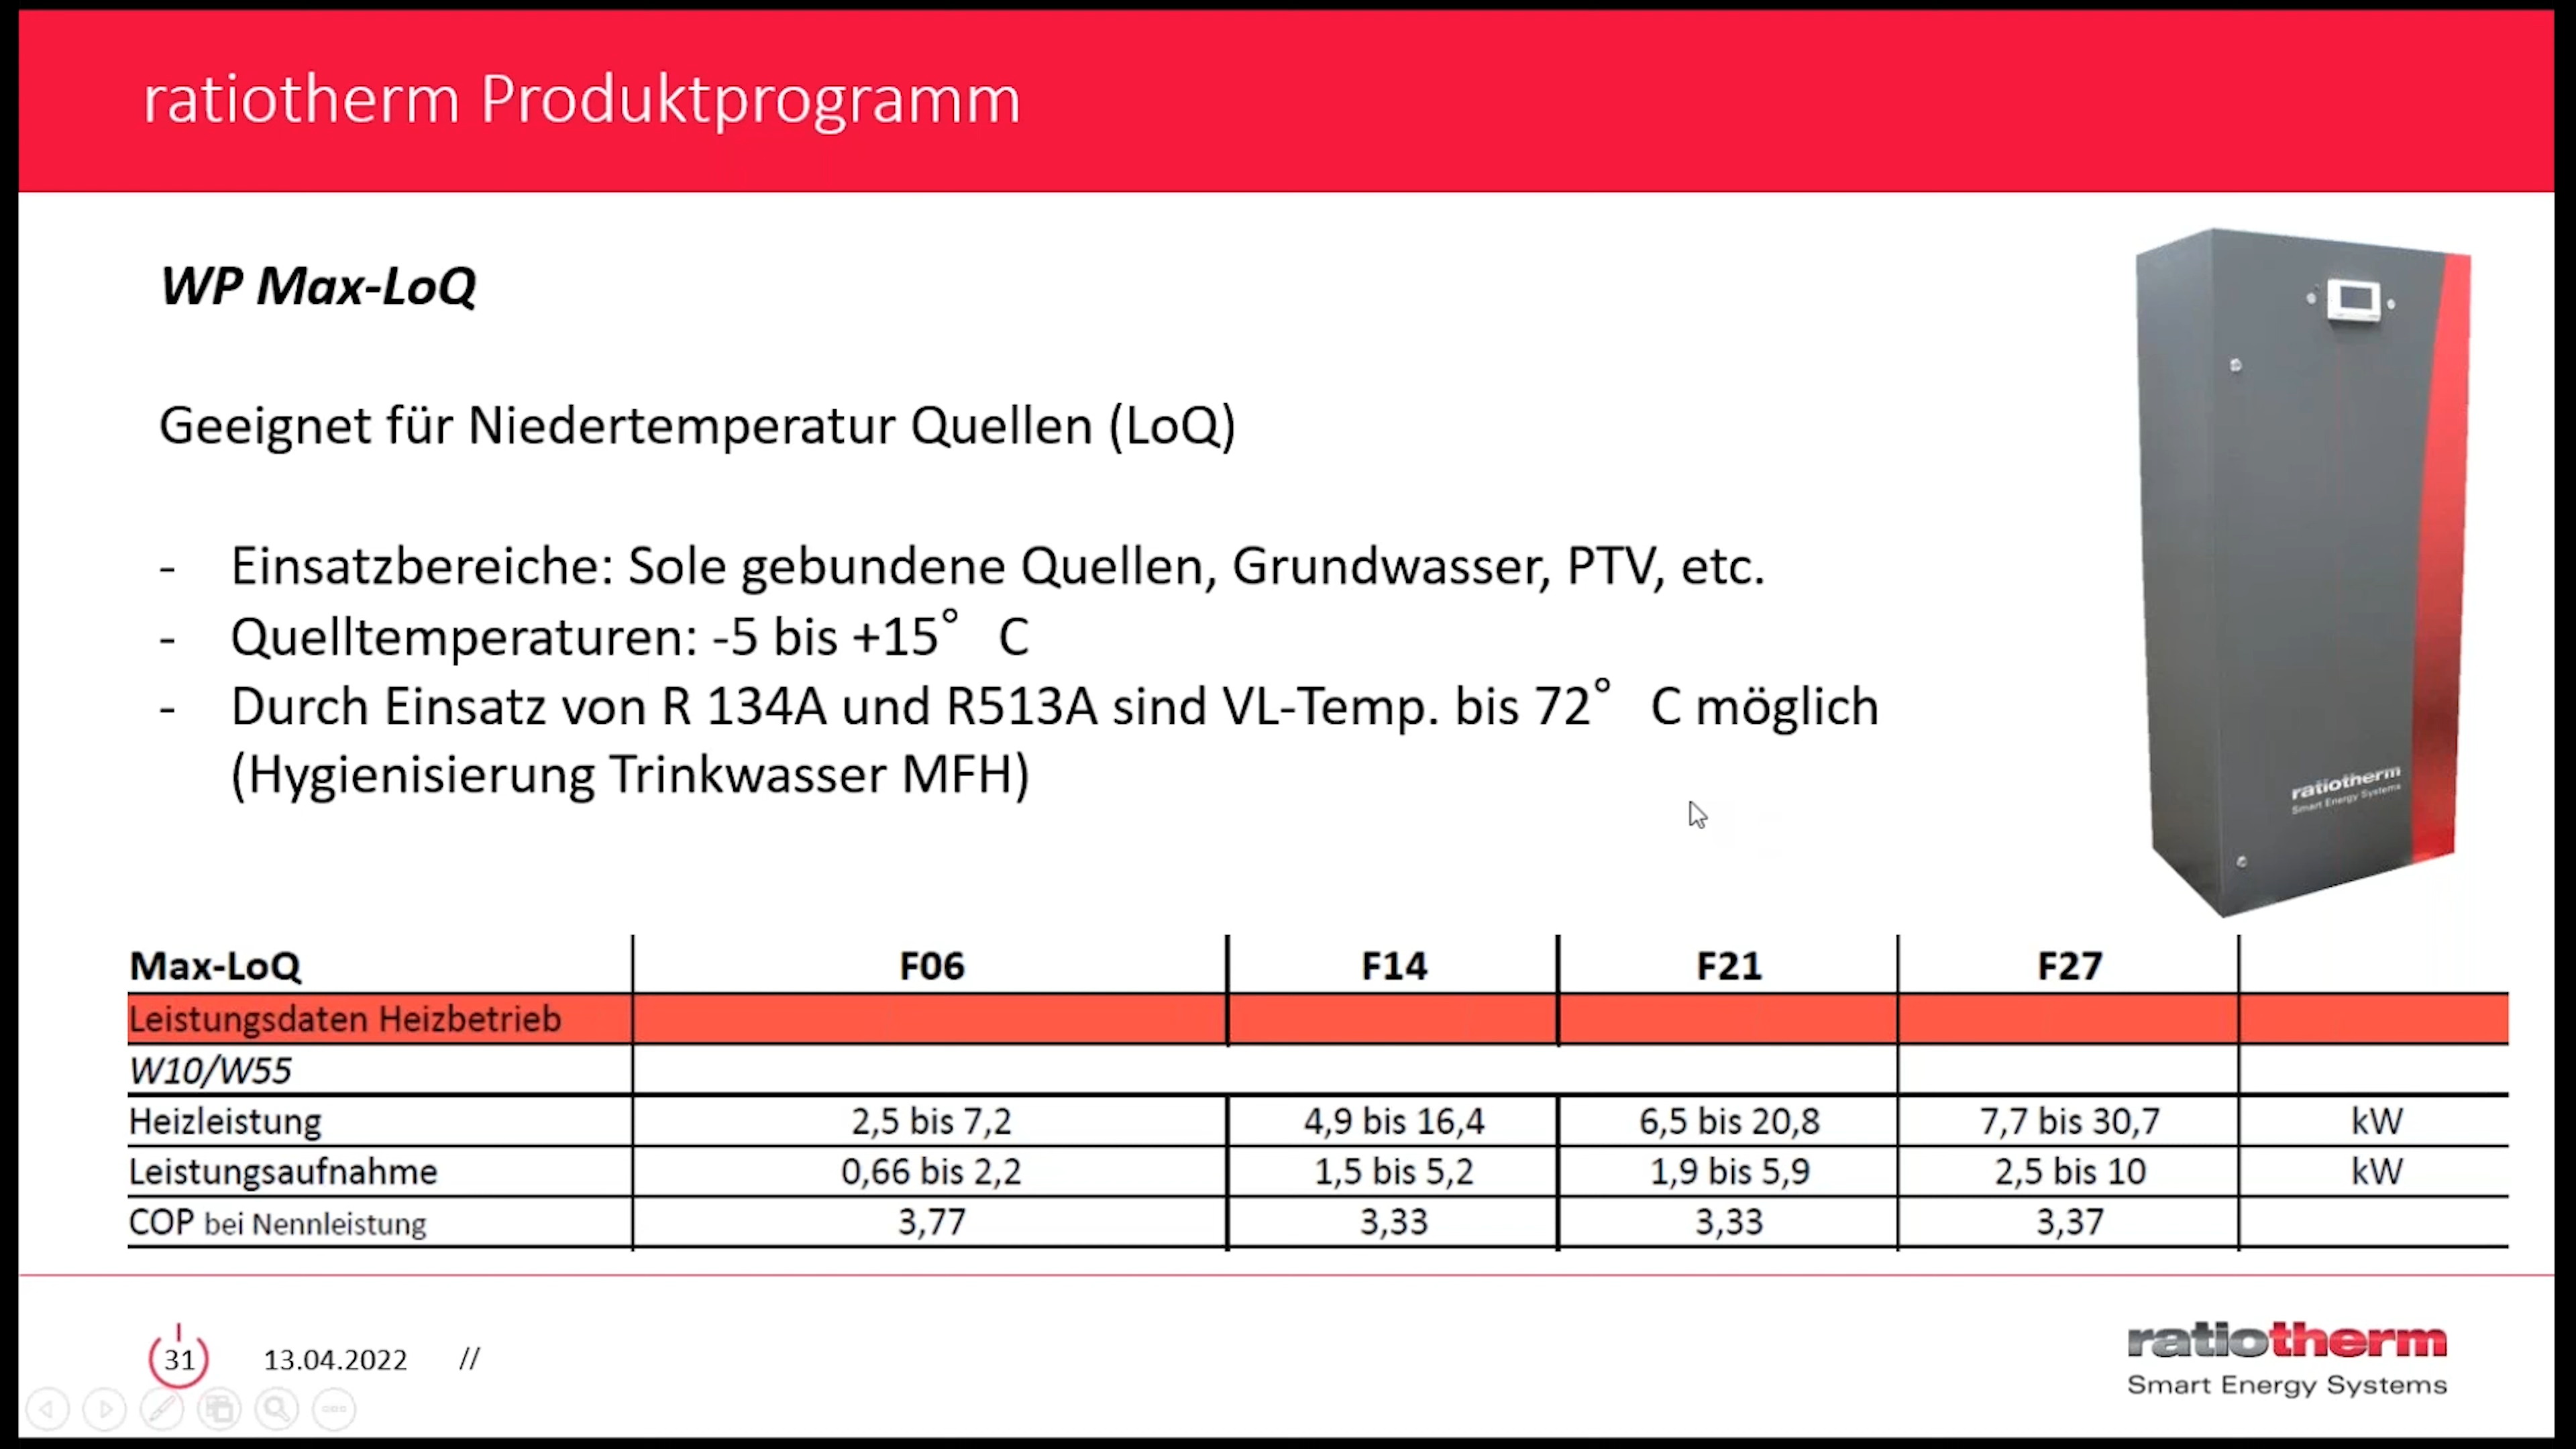 ratiotherm Produktprogramm
WP Max-LoQ
Geeignet für Niedertemperatur Quellen (LoQ)
- Einsatzbereiche: Sole gebundene Quellen, Grundwasser, PTV, etc.
- Quelltemperaturen: -5 bis +15° C
- Durch Einsatz von R 134A und R513A sind VL-Temp. bis 72° C möglich
(Hygienisierung Trinkwasser MFH)
ratiotherm
Smart Energy Systems
Max-LoQ F06 F14 F21 F27
Leistungsdaten Heizbetrieb
W10/W55
Heizleistung 2,5 bis 7,2 4,9 bis 16,4 6,5 bis 20,8 7,7 bis 30,7 kW
Leistungsaufnahme 0,66 bis 2,2 1,5 bis 5,2 1,9 bis 5,9 2,5 bis 10 kW
COP bei Nennleistung 3,77 3,33 3,33 3,37
31 13.04.2022 //
ratiotherm
Smart Energy Systems